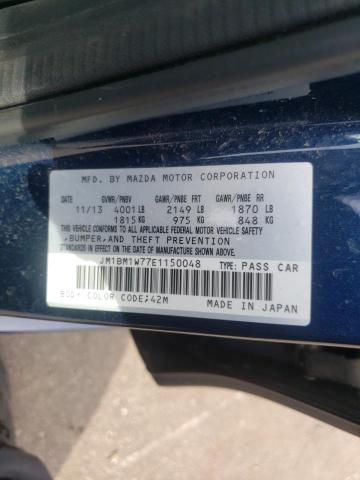 MFD. BY MAZDA MOTOR CORPORATION
GVWR/PNBV GAWR/PNBE FRT GAWR/PNBE RR
11/13 4001 LB 2149 LB 1870 LB
1815 KG 975 KG 848 KG
THIS VEHICLE CONFORMS TO ALL APPLICABLE FEDERAL MOTOR VEHICLE SAFETY
, BUMPER, AND THEFT PREVENTION
STANDARDS IN EFFECT ON THE DATE OF MANUFACTURE SHOWN ABOVE.
JM1BM1W77E1150048 TYPE: PASS CAR
BODY COLOR CODE:42M MADE IN JAPAN